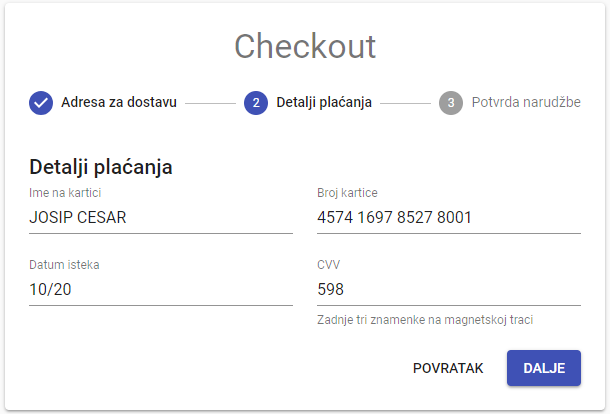 Checkout
Adresa za dostavu
2 Detalji plaćanja
3 Potvrda narudžbe
Detalji plaćanja
Ime na kartici
Broj kartice
JOSIP CESAR
4574 1697 8527 8001
Datum isteka
CVV
10/20
598
Zadnje tri znamenke na magnetskoj traci
POVRATAK
DALJE